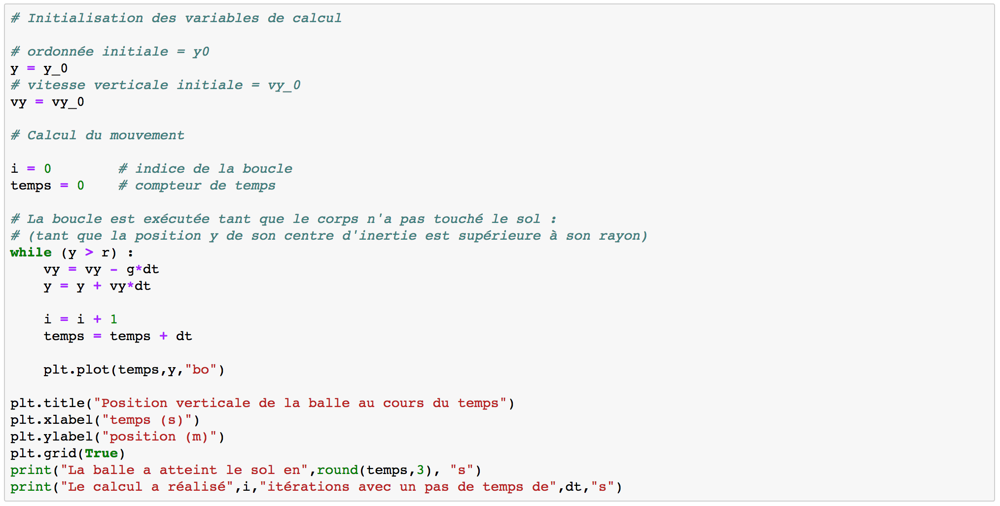 # Initialisation des variables de calcul
# ordonnée initiale = y0
y = y_0
# vitesse verticale initiale = vy_0
vy = vy_0
# Calcul du mouvement
i = 0        # indice de la boucle
temps = 0    # compteur de temps
# La boucle est exécutée tant que le corps n'a pas touché le sol :
# (tant que la position y de son centre d'inertie est supérieure à son rayon)
while (y > r) :
    vy = vy - g*dt
    y = y + vy*dt
    i = i + 1
    temps = temps + dt
    plt.plot(temps,y,"bo")
plt.title("Position verticale de la balle au cours du temps")
plt.xlabel("temps (s)")
plt.ylabel("position (m)")
plt.grid(True)
print("La balle a atteint le sol en",round(temps,3), "s")
print("Le calcul a réalisé",i,"itérations avec un pas de temps de",dt,"s")